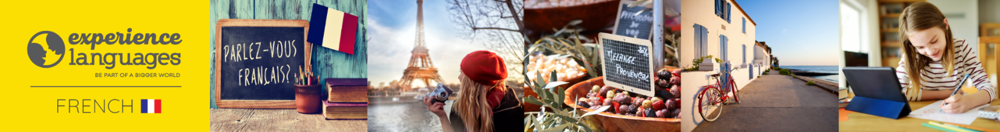 experience
languages
BE PART OF A BIGGER WORLD
FRENCH
PARLEZ-VOUS
FRANÇAIS?
MELANGE
PROVENÇAL